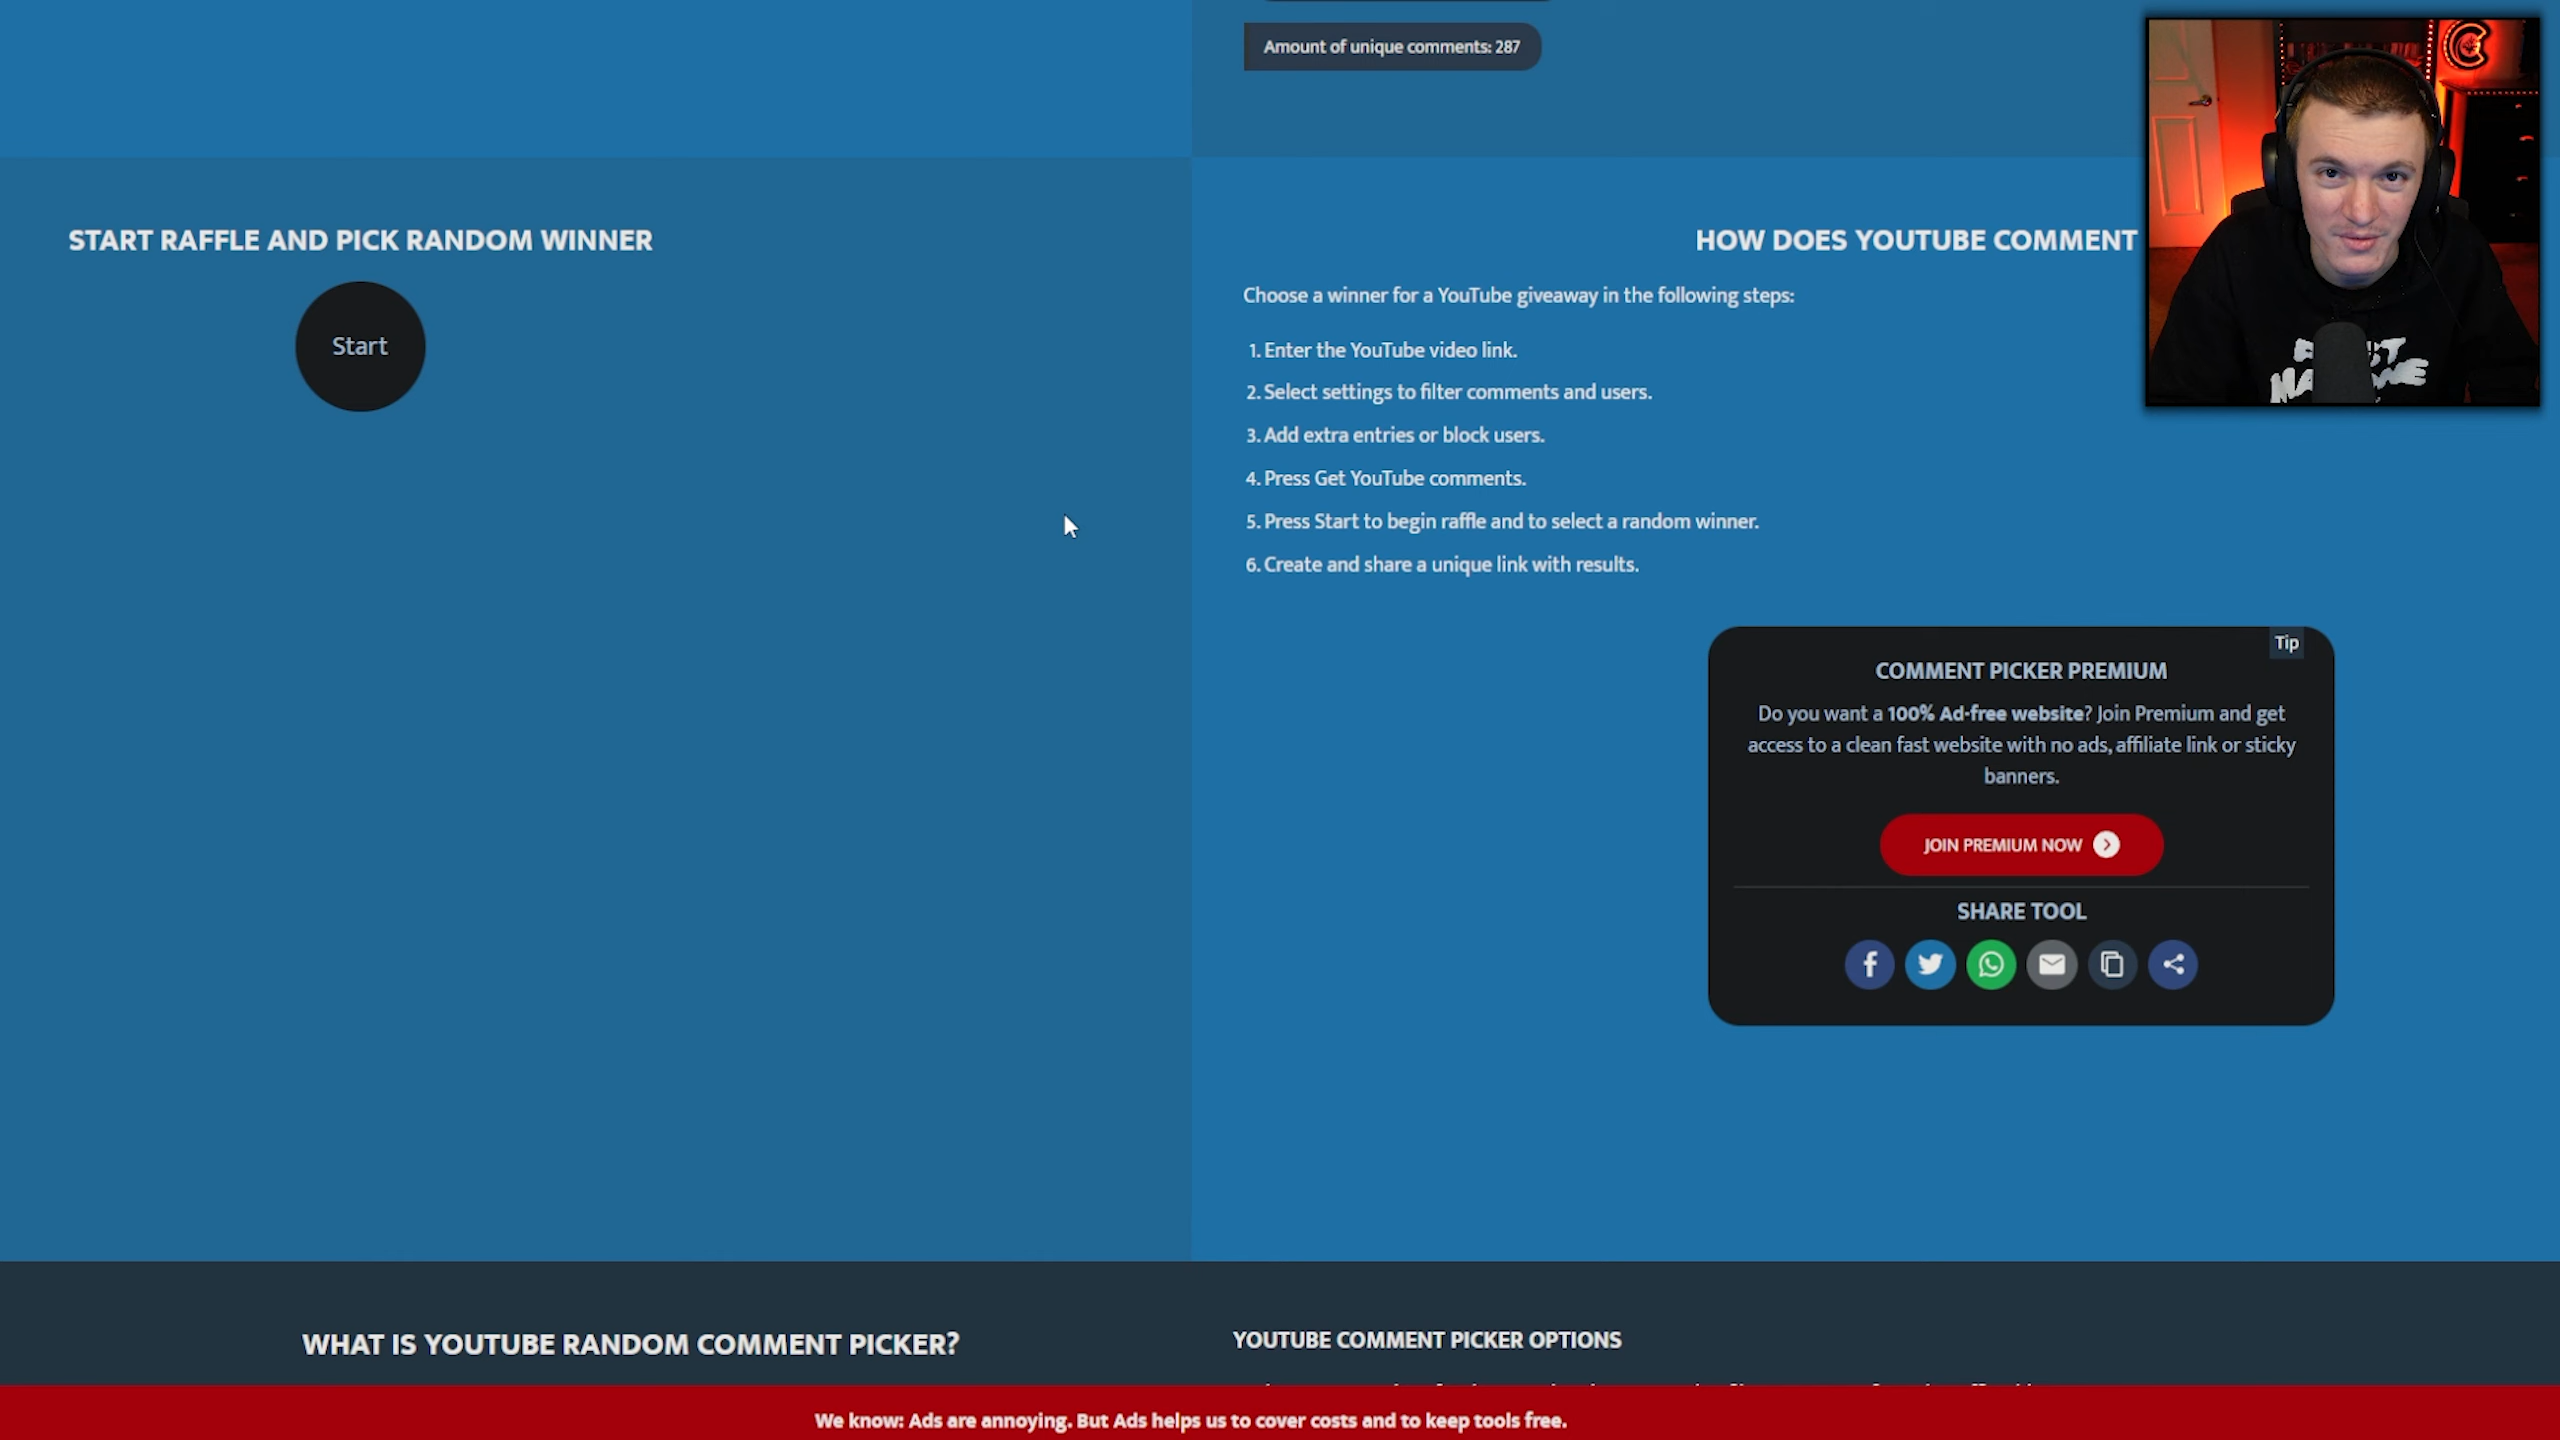 Amount of unique comments: 287
START RAFFLE AND PICK RANDOM WINNER
Start
HOW DOES YOUTUBE COMMENT
Choose a winner for a YouTube giveaway in the following steps:
1. Enter the YouTube video link.
2. Select settings to filter comments and users.
3. Add extra entries or block users.
4. Press Get YouTube comments.
5. Press Start to begin raffle and to select a random winner.
6. Create and share a unique link with results.
Tip
COMMENT PICKER PREMIUM
Do you want a 100% Ad-free website? Join Premium and get
access to a clean fast website with no ads, affiliate link or sticky
banners.
JOIN PREMIUM NOW
SHARE TOOL
WHAT IS YOUTUBE RANDOM COMMENT PICKER?
YOUTUBE COMMENT PICKER OPTIONS
We know: Ads are annoying. But Ads helps us to cover costs and to keep tools free.